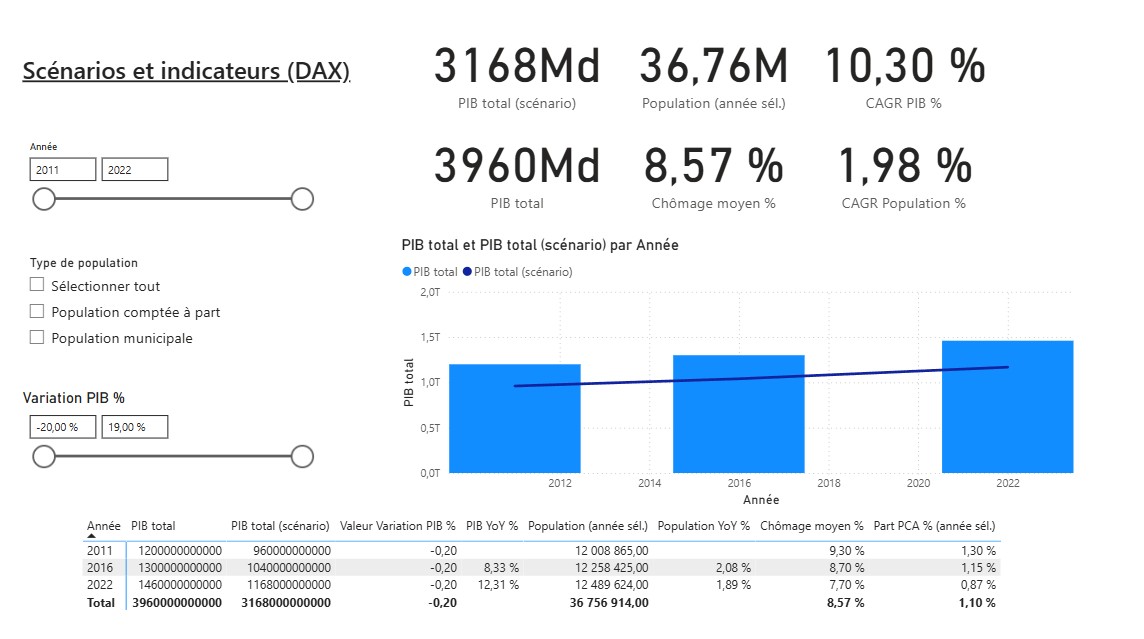 Scénarios et indicateurs (DAX)
3168Md
PIB total (scénario)
36,76M
Population (année sél.)
10,30 %
CAGR PIB %
3960Md
PIB total
8,57 %
Chômage moyen %
1,98 %
CAGR Population %
Année
2011 2022
Type de population
Sélectionner tout
Population comptée à part
Population municipale
Variation PIB %
-20,00 % 19,00 %
PIB total et PIB total (scénario) par Année
PIB total PIB total (scénario)
2,0T
1,5T
1,0T
0,5T
0,0T
PIB total
2012 2014 2016 2018 2020 2022
Année
Année PIB total PIB total (scénario) Valeur Variation PIB % PIB YoY % Population (année sél.) Population YoY % Chômage moyen % Part PCA % (année sél.)
2011 1200000000000 960000000000 -0,20 12 008 865,00 9,30 % 1,30 %
2016 1300000000000 1040000000000 -0,20 8,33 % 12 258 425,00 2,08 % 8,70 % 1,15 %
2022 1460000000000 1168000000000 -0,20 12,31 % 12 489 624,00 1,89 % 7,70 % 0,87 %
Total 3960000000000 3168000000000 -0,20 36 756 914,00 8,57 % 1,10 %